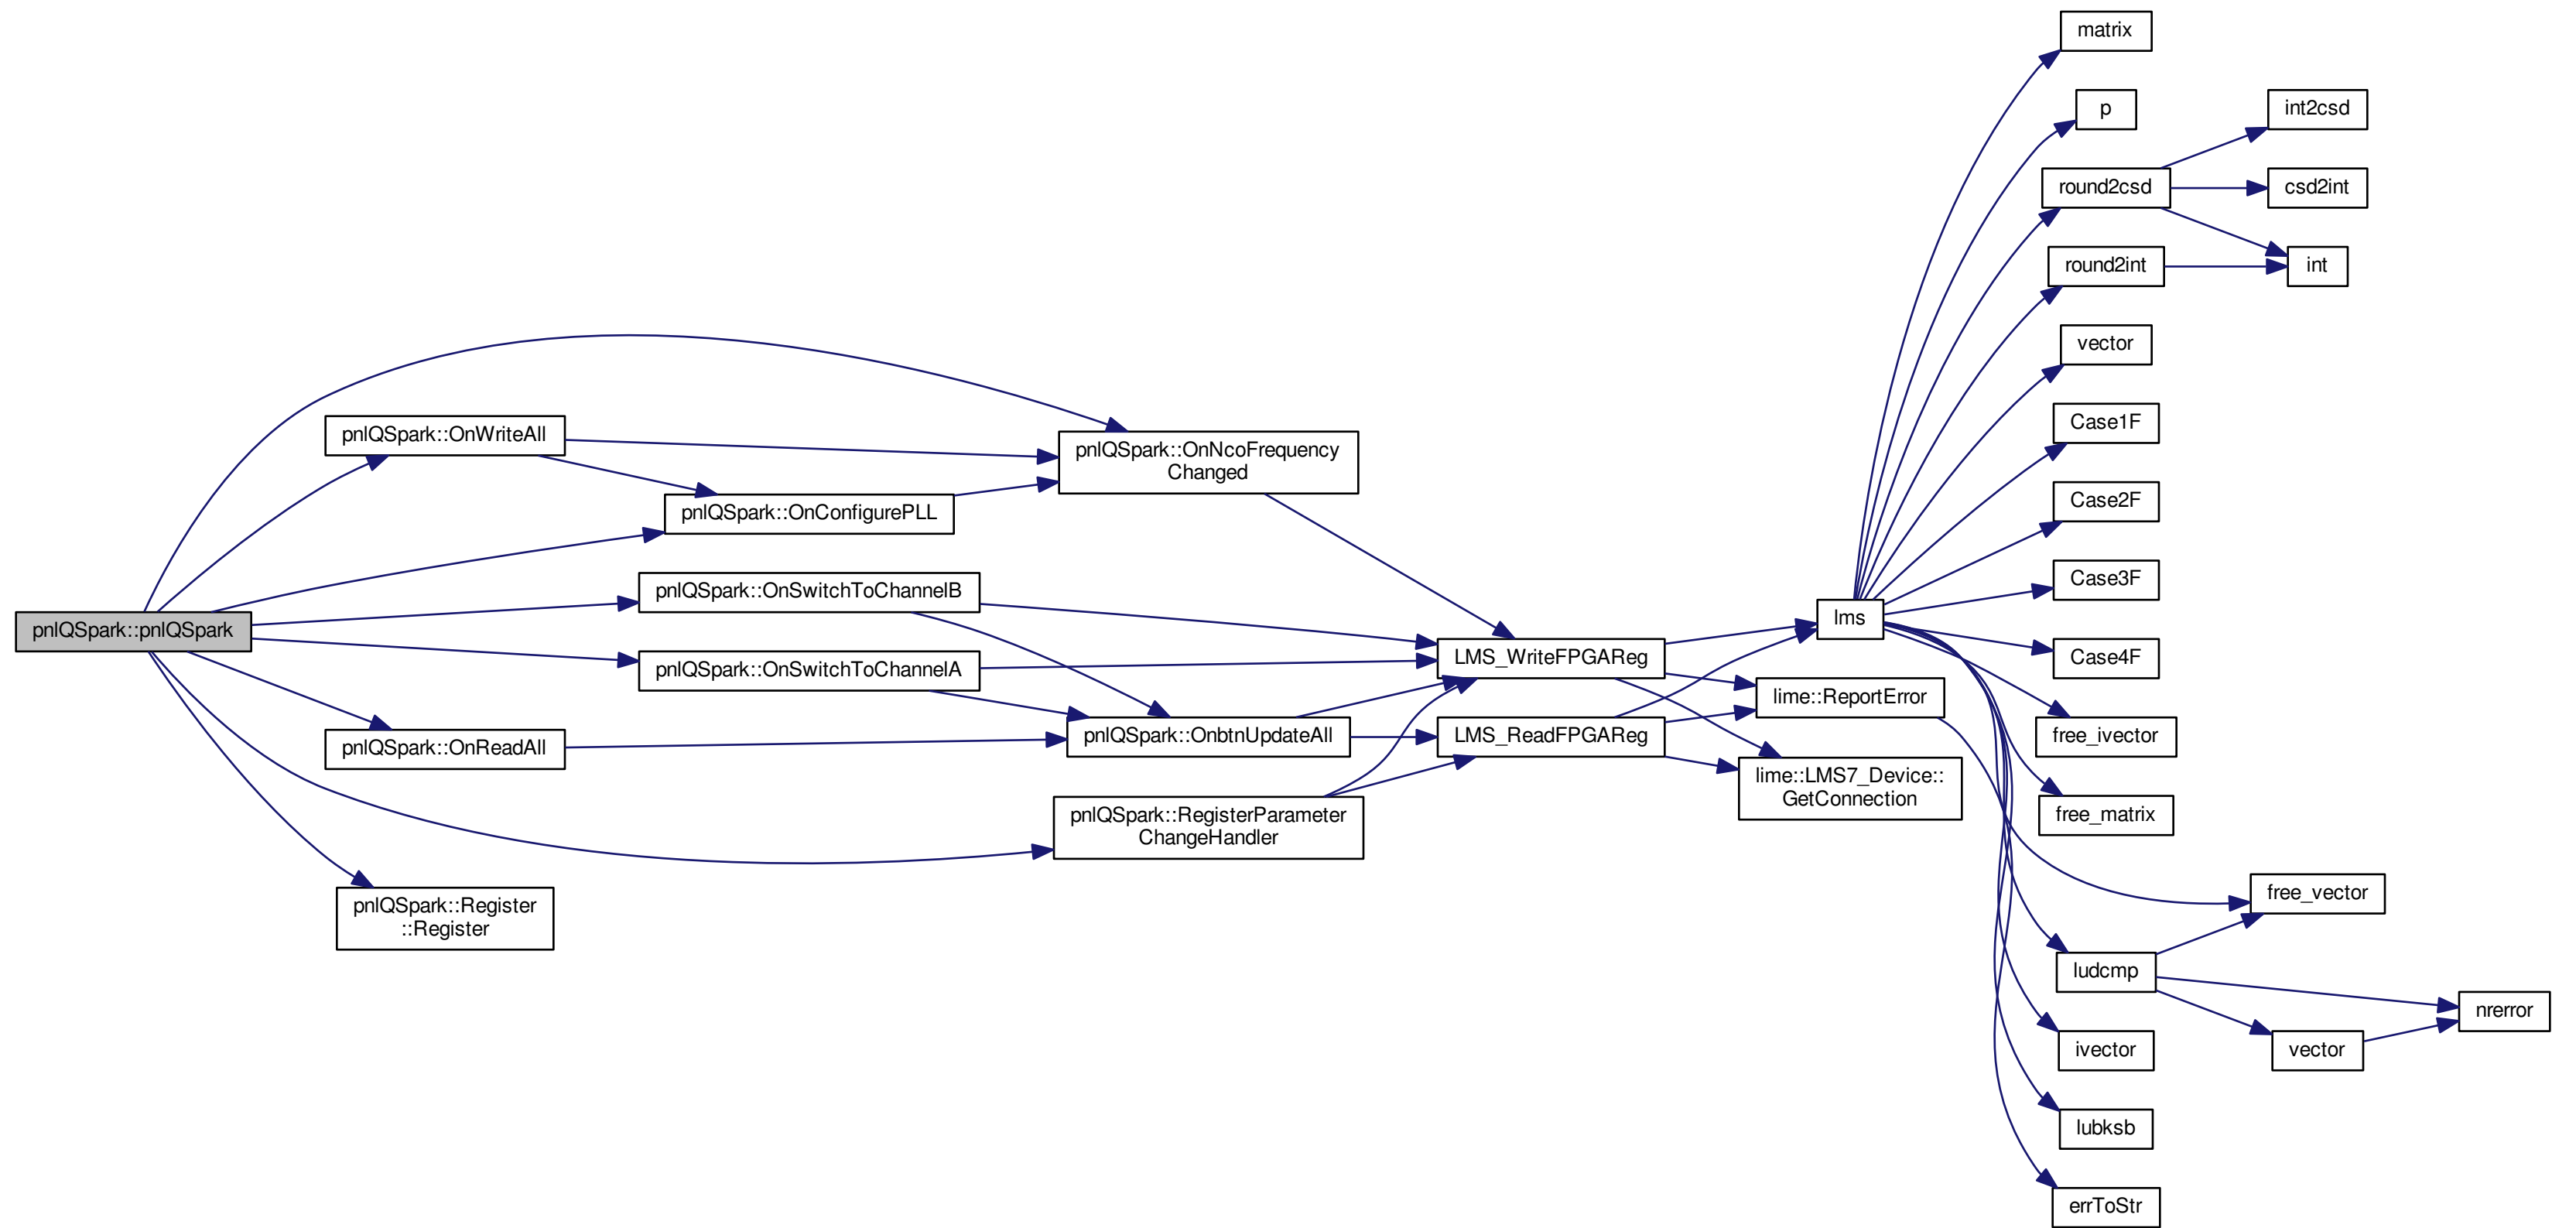 matrix
p
int2csd
round2csd
csd2int
round2int
int
vector
Case1F
pnlQSpark::OnWriteAll
pnlQSpark::OnNcoFrequency
Changed
pnlQSpark::OnConfigurePLL
Case2F
pnlQSpark::OnSwitchToChannelB
Case3F
pnlQSpark::pnlQSpark
lms
pnlQSpark::OnSwitchToChannelA
LMS_WriteFPGAReg
Case4F
lime::ReportError
pnlQSpark::OnReadAll
pnlQSpark::OnbtnUpdateAll
LMS_ReadFPGAReg
free_ivector
lime::LMS7_Device::
GetConnection
pnlQSpark::RegisterParameter
ChangeHandler
free_matrix
pnlQSpark::Register
::Register
free_vector
ludcmp
nrerror
ivector
vector
lubksb
errToStr